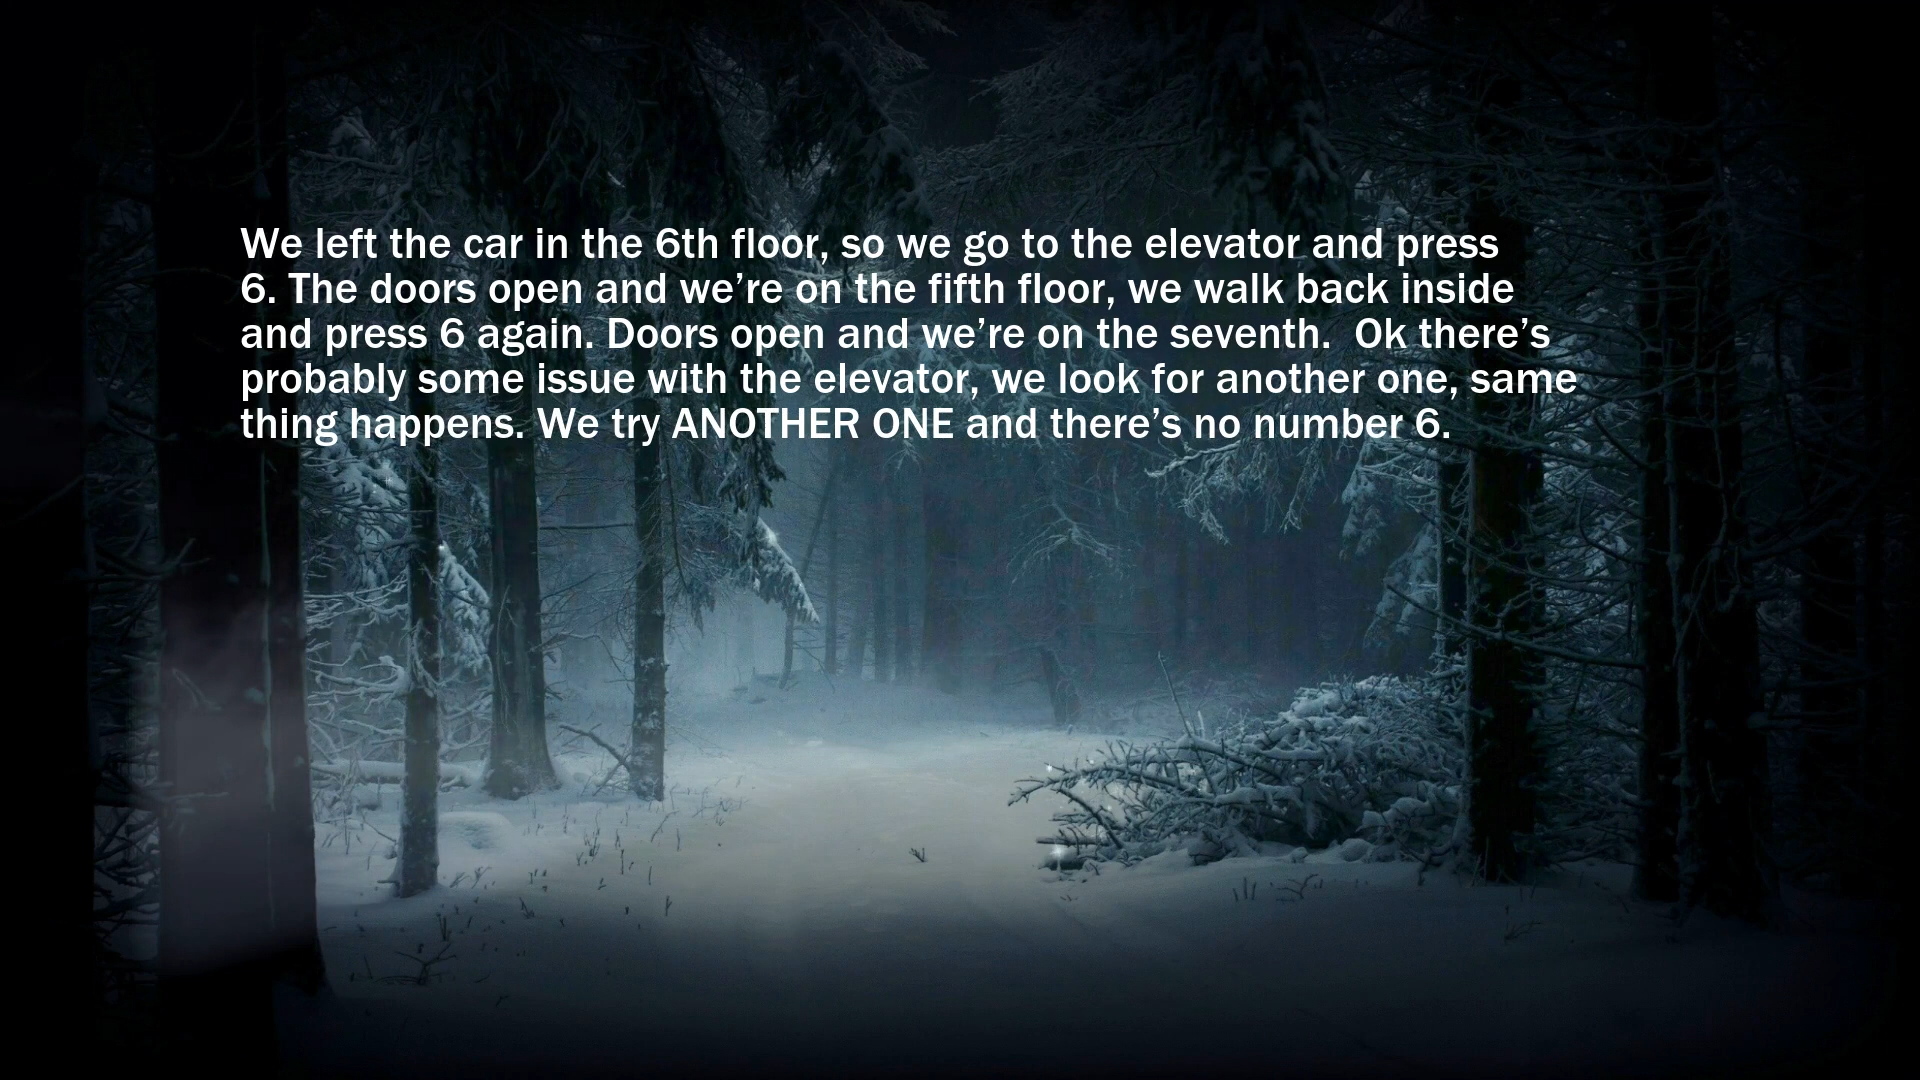 We left the car in the 6th floor, so we go to the elevator and press
6. The doors open and we’re on the fifth floor, we walk back inside
and press 6 again. Doors open and we’re on the seventh.  Ok there’s
probably some issue with the elevator, we look for another one, same
thing happens. We try ANOTHER ONE and there’s no number 6.